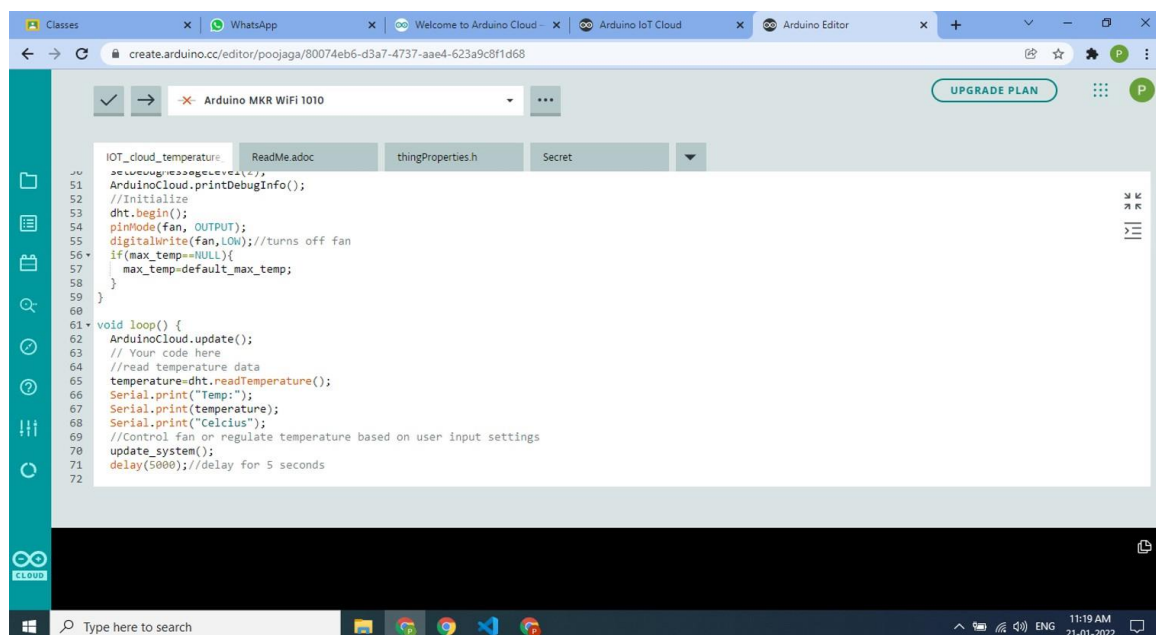 Classes
WhatsApp
Welcome to Arduino Cloud -
Arduino IoT Cloud
Arduino Editor
create.arduino.cc/editor/poojaga/80074eb6-d3a7-4737-aae4-623a9c8f1d68
P
Arduino MKR WiFi 1010
UPGRADE PLAN
P
IOT_cloud_temperature_
ReadMe.adoc
thingProperties.h
Secret
50 setDebugMessageLevel(2);
51 ArduinoCloud.printDebugInfo();
52 //Initialize
53 dht.begin();
54 pinMode(fan, OUTPUT);
55 digitalWrite(fan,LOW);//turns off fan
56 if(max_temp==NULL){
57 max_temp=default_max_temp;
58 }
59 }
60
61 void loop() {
62 ArduinoCloud.update();
63 // Your code here
64 //read temperature data
65 temperature=dht.readTemperature();
66 Serial.print("Temp:");
67 Serial.print(temperature);
68 Serial.print("Celcius");
69 //Control fan or regulate temperature based on user input settings
70 update_system();
71 delay(5000);//delay for 5 seconds
72
CLOUD
Type here to search
ENG
11:19 AM
21-01-2022